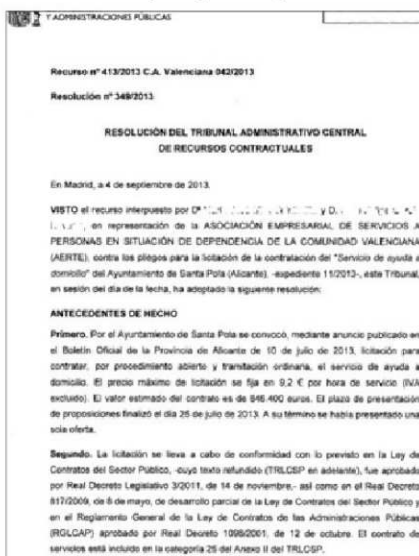 Y ADMINISTRACIONES PÚBLICAS
Recurso nº 413/2013 C.A. Valenciana 042/2013
Resolución nº 349/2013
RESOLUCIÓN DEL TRIBUNAL ADMINISTRATIVO CENTRAL
DE RECURSOS CONTRACTUALES
En Madrid, a 4 de septiembre de 2013.
VISTO el recurso interpuesto por Dª y D.
, en representación de la ASOCIACIÓN EMPRESARIAL DE SERVICIOS A
PERSONAS EN SITUACIÓN DE DEPENDENCIA DE LA COMUNIDAD VALENCIANA
(AERTE), contra los pliegos para la licitación de la contratación del "Servicio de ayuda a
domicilio" del Ayuntamiento de Santa Pola (Alicante), -expediente 11/2013-, este Tribunal,
en sesión del día de la fecha, ha adoptado la siguiente resolución:
ANTECEDENTES DE HECHO
Primero. Por el Ayuntamiento de Santa Pola se convocó, mediante anuncio publicado en
el Boletín Oficial de la Provincia de Alicante de 10 de julio de 2013, licitación para
contratar, por procedimiento abierto y tramitación ordinaria, el servicio de ayuda a
domicilio. El precio máximo de licitación se fija en 9,2 € por hora de servicio (IVA
excluido). El valor estimado del contrato es de 846.400 euros. El plazo de presentación
de proposiciones finalizó el día 25 de julio de 2013. A su término se había presentado una
sola oferta.
Segundo. La licitación se lleva a cabo de conformidad con lo previsto en la Ley de
Contratos del Sector Público, -cuyo texto refundido (TRLCSP en adelante), fue aprobado
por Real Decreto Legislativo 3/2011, de 14 de noviembre,- así como en el Real Decreto
817/2009, de 8 de mayo, de desarrollo parcial de la Ley de Contratos del Sector Público y
en el Reglamento General de la Ley de Contratos de las Administraciones Públicas
(RGLCAP) aprobado por Real Decreto 1098/2001, de 12 de octubre. El contrato de
servicios está incluido en la categoría 25 del Anexo II del TRLCSP.